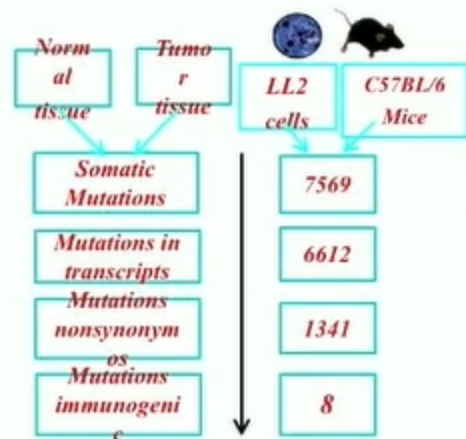 Norm
al
tissue
Tumo
r
tissue
LL2
cells
C57BL/6
Mice
Somatic
Mutations
7569
Mutations in
transcripts
6612
Mutations
nonsynonym
os
1341
Mutations
immunogeni
c
8